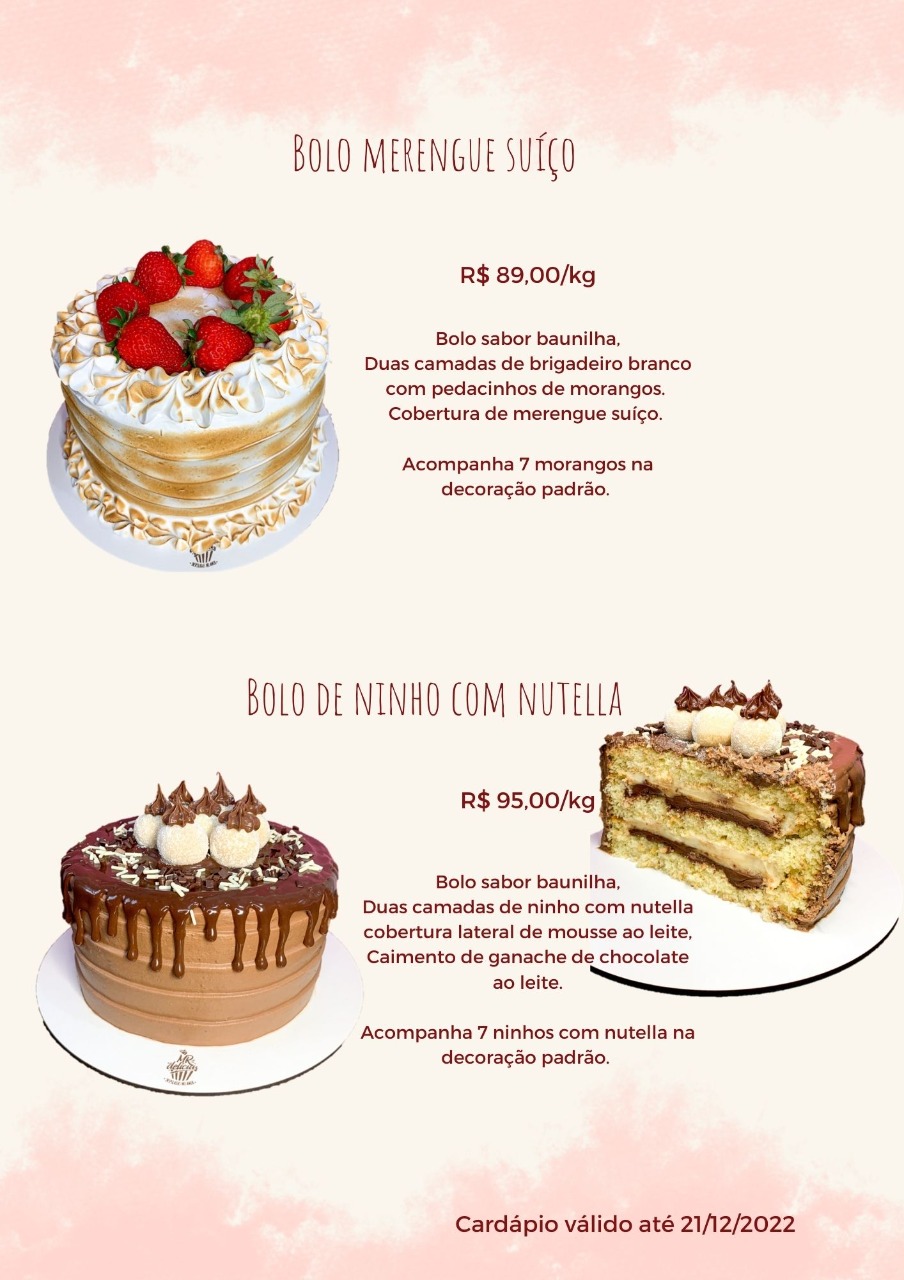 BOLO MERENGUE SUÍÇO
R$ 89,00/kg
Bolo sabor baunilha,
Duas camadas de brigadeiro branco
com pedacinhos de morangos.
Cobertura de merengue suíço.
Acompanha 7 morangos na
decoração padrão.
BOLO DE NINHO COM NUTELLA
R$ 95,00/kg
Bolo sabor baunilha,
Duas camadas de ninho com nutella
cobertura lateral de mousse ao leite,
Caimento de ganache de chocolate
ao leite.
Acompanha 7 ninhos com nutella na
decoração padrão.
MR
delícias
Cardápio válido até 21/12/2022